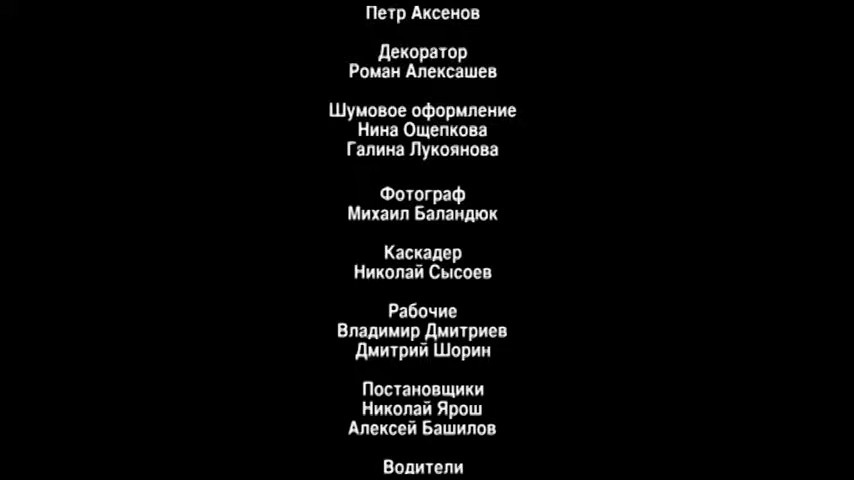 Петр Аксенов
Декоратор
Роман Алексашев
Шумовое оформление
Нина Ощепкова
Галина Лукоянова
Фотограф
Михаил Баландюк
Каскадер
Николай Сысоев
Рабочие
Владимир Дмитриев
Дмитрий Шорин
Постановщики
Николай Ярош
Алексей Башилов
Водители